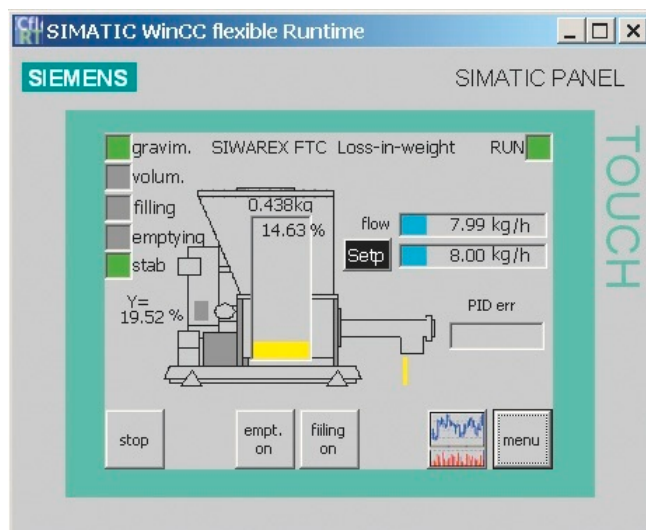 SIMATIC WinCC flexible Runtime
SIEMENS
SIMATIC PANEL
TOUCH
gravim.
SIWAREX FTC Loss-in-weight
RUN
volum.
filling
emptying
stab
0.438kg
14.63 %
flow
7.99 kg/h
Setp
8.00 kg/h
Y=
19.52 %
PID err
stop
empt.
on
fiiling
on
menu